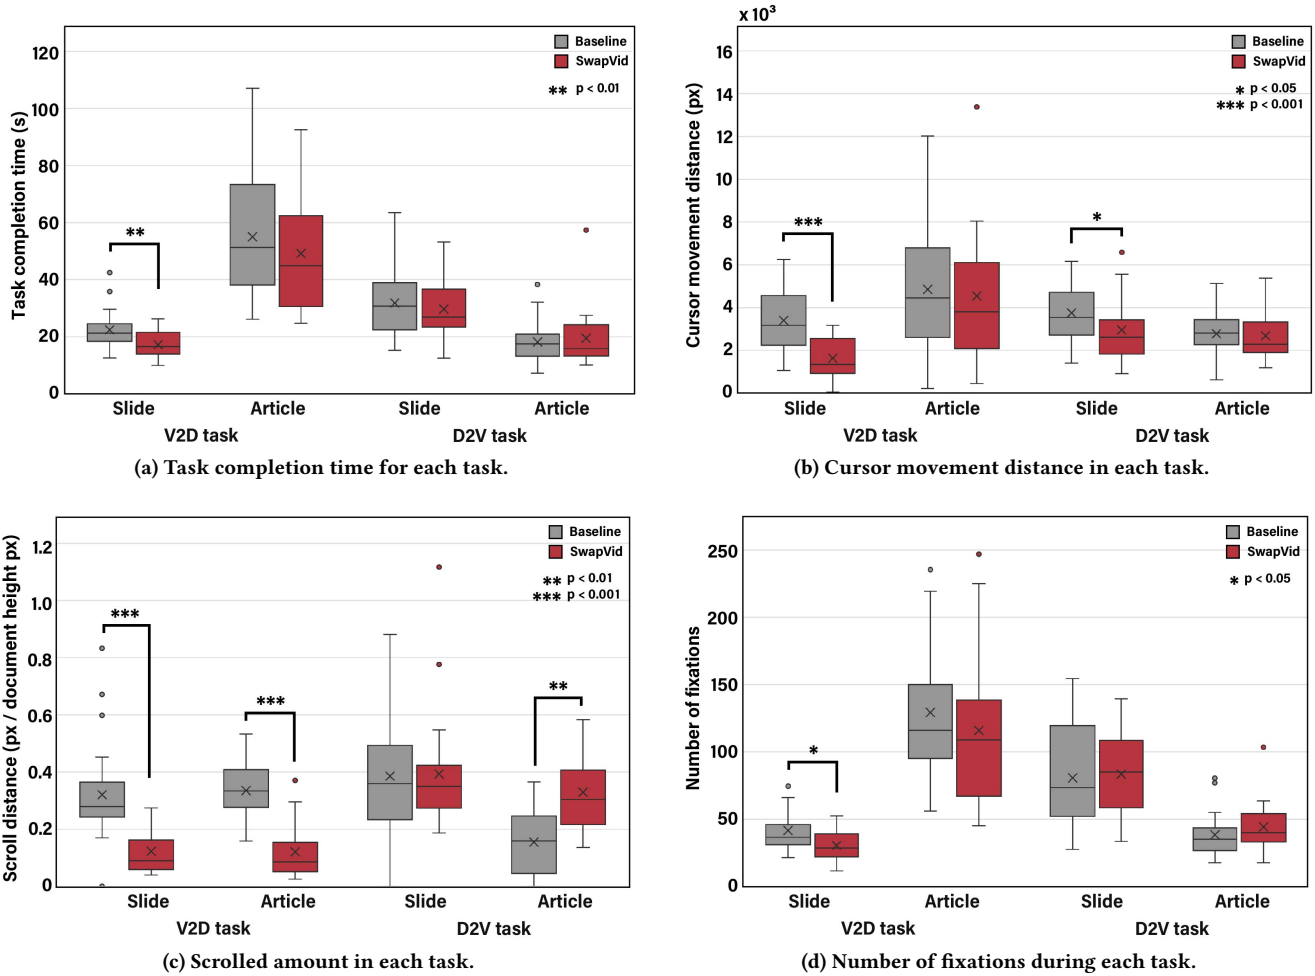 Task completion time (s)
120
100
80
60
40
20
0
Baseline
SwapVid
** p < 0.01
**
Slide
Article
Slide
Article
V2D task
D2V task
(a) Task completion time for each task.
x 10³
Cursor movement distance (px)
16
14
12
10
8
6
4
2
0
Baseline
SwapVid
* p < 0.05
*** p < 0.001
***
*
Slide
Article
Slide
Article
V2D task
D2V task
(b) Cursor movement distance in each task.
Scroll distance (px / document height px)
1.2
1.0
0.8
0.6
0.4
0.2
0
Baseline
SwapVid
** p < 0.01
*** p < 0.001
***
***
**
Slide
Article
Slide
Article
V2D task
D2V task
(c) Scrolled amount in each task.
Number of fixations
250
200
150
100
50
0
Baseline
SwapVid
* p < 0.05
*
Slide
Article
Slide
Article
V2D task
D2V task
(d) Number of fixations during each task.